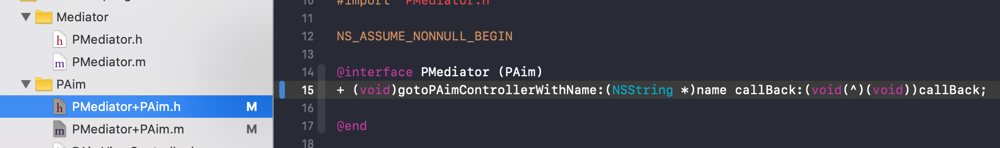 Mediator
h PMediator.h
m PMediator.m
PAim
h PMediator+PAim.h M
m PMediator+PAim.m M
10 #import "PMediator.h"
11
12 NS_ASSUME_NONNULL_BEGIN
13
14 @interface PMediator (PAim)
15 + (void)gotoPAimControllerWithName:(NSString *)name callBack:(void(^)(void))callBack;
16
17 @end
18